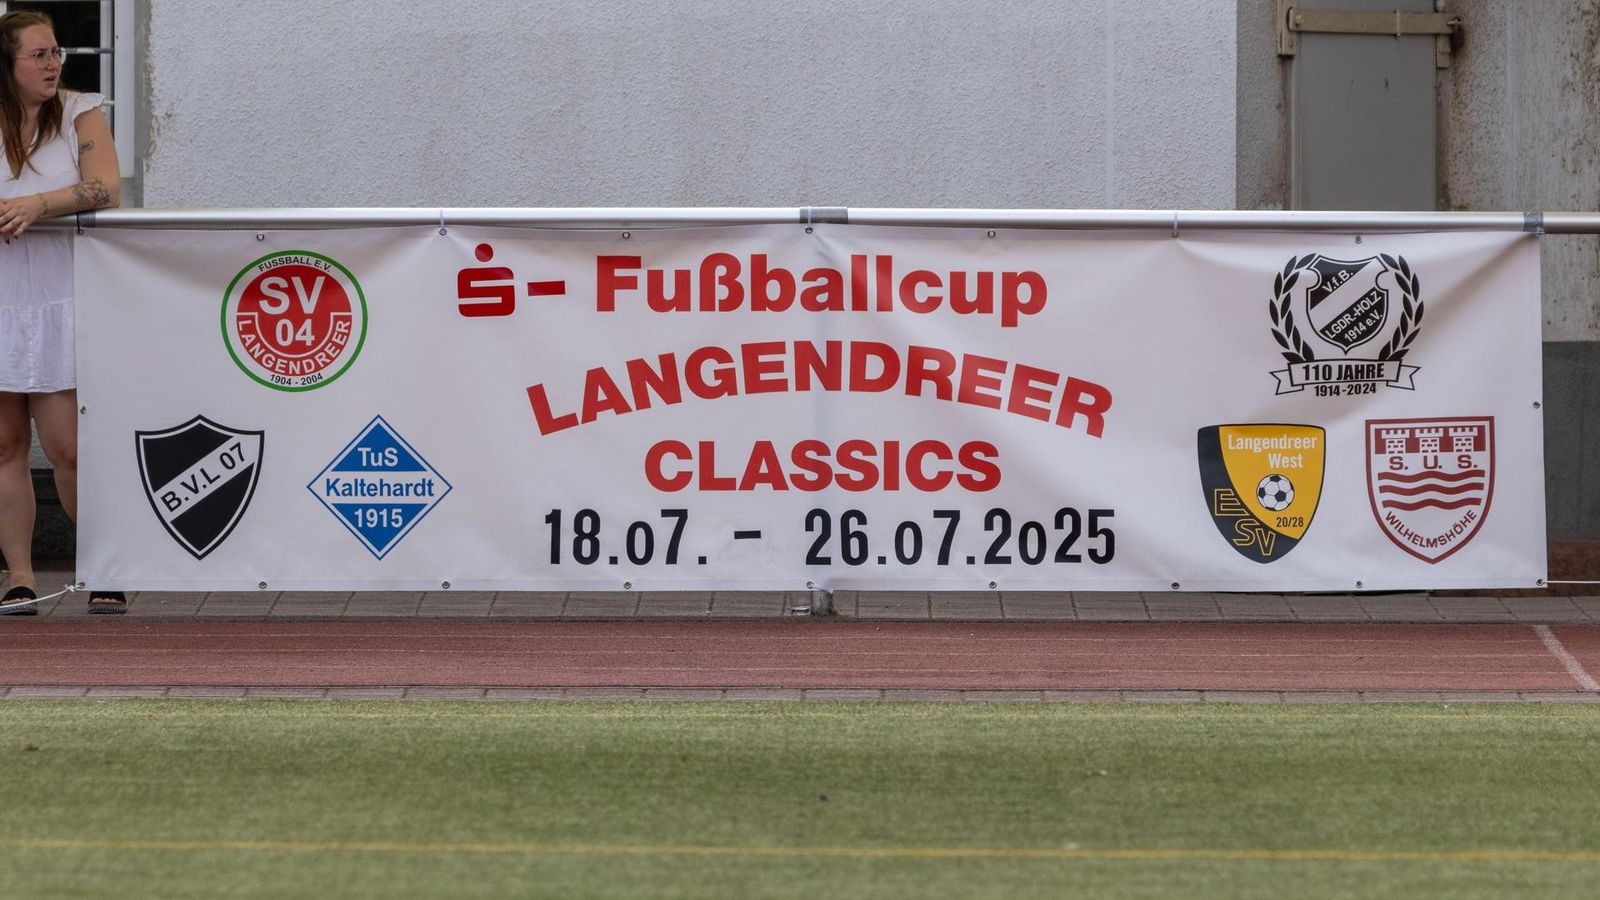 FUSSBALL E.V.
SV
04
LANGENDREER
1904 - 2004
B.V.L 07
TuS
Kaltehardt
1915
S - Fußballcup
LANGENDREER
CLASSICS
18.07. - 26.07.2025
V.f.B.
LGDR.-HOLZ
1914 e.V.
110 JAHRE
1914-2024
Langendreer
West
ESV
20/28
S. U. S.
WILHELMSHÖHE